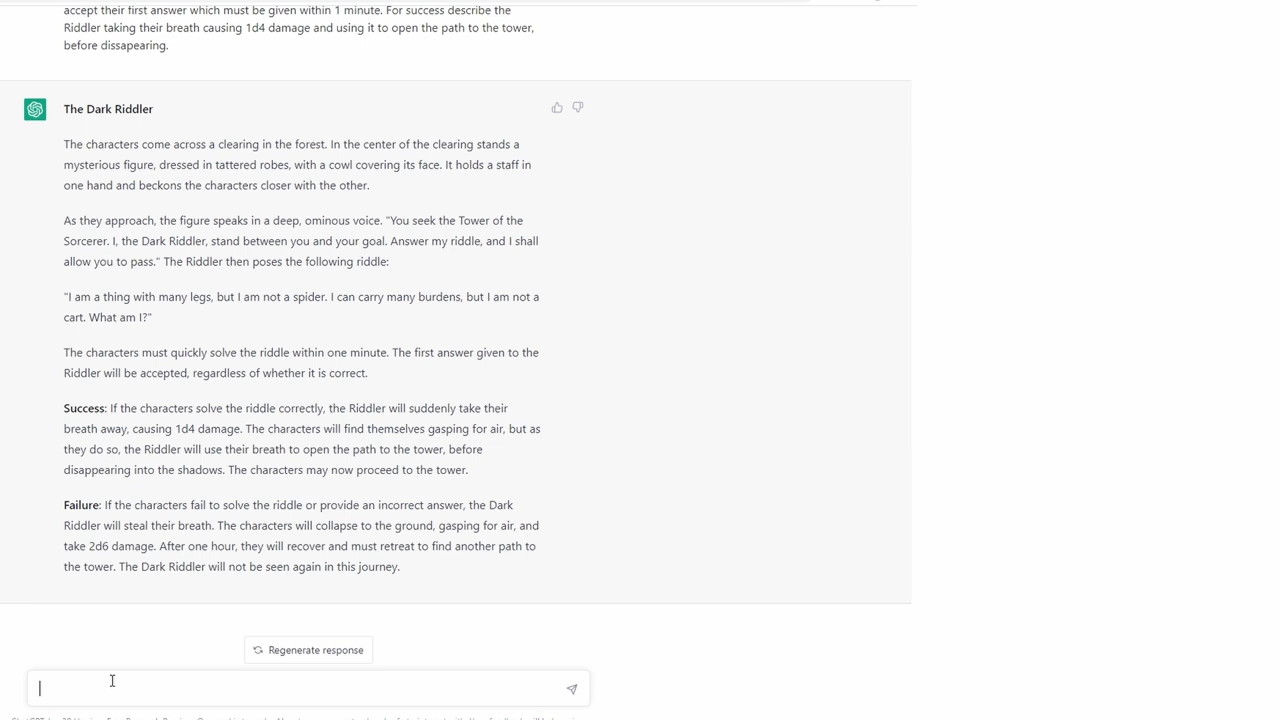 accept their first answer which must be given within 1 minute. For success describe the
Riddler taking their breath causing 1d4 damage and using it to open the path to the tower,
before dissapearing.
The Dark Riddler
The characters come across a clearing in the forest. In the center of the clearing stands a
mysterious figure, dressed in tattered robes, with a cowl covering its face. It holds a staff in
one hand and beckons the characters closer with the other.
As they approach, the figure speaks in a deep, ominous voice. "You seek the Tower of the
Sorcerer. I, the Dark Riddler, stand between you and your goal. Answer my riddle, and I shall
allow you to pass." The Riddler then poses the following riddle:
"I am a thing with many legs, but I am not a spider. I can carry many burdens, but I am not a
cart. What am I?"
The characters must quickly solve the riddle within one minute. The first answer given to the
Riddler will be accepted, regardless of whether it is correct.
Success: If the characters solve the riddle correctly, the Riddler will suddenly take their
breath away, causing 1d4 damage. The characters will find themselves gasping for air, but as
they do so, the Riddler will use their breath to open the path to the tower, before
disappearing into the shadows. The characters may now proceed to the tower.
Failure: If the characters fail to solve the riddle or provide an incorrect answer, the Dark
Riddler will steal their breath. The characters will collapse to the ground, gasping for air, and
take 2d6 damage. After one hour, they will recover and must retreat to find another path to
the tower. The Dark Riddler will not be seen again in this journey.
Regenerate response